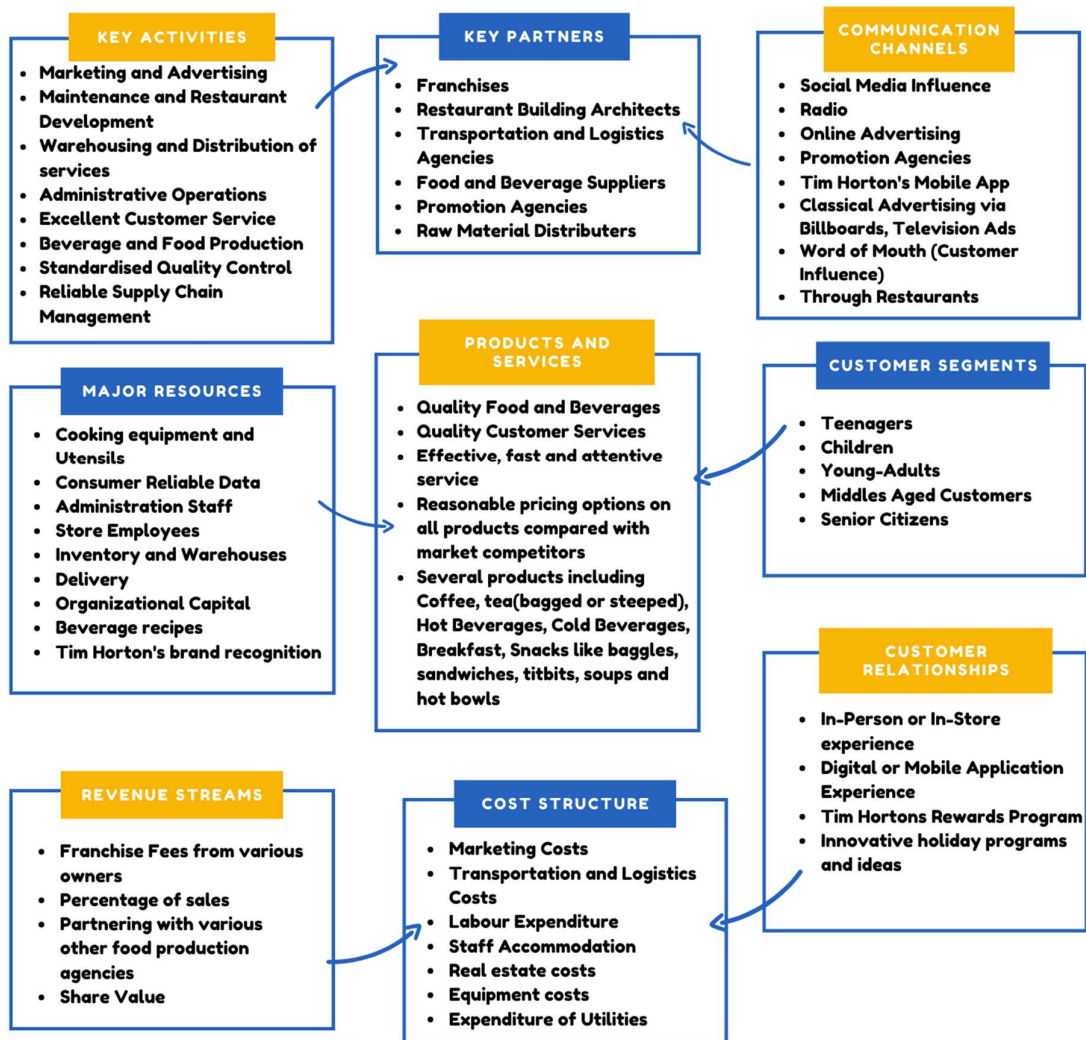 KEY ACTIVITIES
• Marketing and Advertising
• Maintenance and Restaurant
Development
• Warehousing and Distribution of
services
• Administrative Operations
• Excellent Customer Service
• Beverage and Food Production
• Standardised Quality Control
• Reliable Supply Chain
Management
KEY PARTNERS
• Franchises
• Restaurant Building Architects
• Transportation and Logistics
Agencies
• Food and Beverage Suppliers
• Promotion Agencies
• Raw Material Distributers
COMMUNICATION
CHANNELS
• Social Media Influence
• Radio
• Online Advertising
• Promotion Agencies
• Tim Horton's Mobile App
• Classical Advertising via
Billboards, Television Ads
• Word of Mouth (Customer
Influence)
• Through Restaurants
MAJOR RESOURCES
• Cooking equipment and
Utensils
• Consumer Reliable Data
• Administration Staff
• Store Employees
• Inventory and Warehouses
• Delivery
• Organizational Capital
• Beverage recipes
• Tim Horton's brand recognition
PRODUCTS AND
SERVICES
• Quality Food and Beverages
• Quality Customer Services
• Effective, fast and attentive
service
• Reasonable pricing options on
all products compared with
market competitors
• Several products including
Coffee, tea(bagged or steeped),
Hot Beverages, Cold Beverages,
Breakfast, Snacks like baggles,
sandwiches, titbits, soups and
hot bowls
CUSTOMER SEGMENTS
• Teenagers
• Children
• Young-Adults
• Middles Aged Customers
• Senior Citizens
CUSTOMER
RELATIONSHIPS
• In-Person or In-Store
experience
• Digital or Mobile Application
Experience
• Tim Hortons Rewards Program
• Innovative holiday programs
and ideas
REVENUE STREAMS
• Franchise Fees from various
owners
• Percentage of sales
• Partnering with various
other food production
agencies
• Share Value
COST STRUCTURE
• Marketing Costs
• Transportation and Logistics
Costs
• Labour Expenditure
• Staff Accommodation
• Real estate costs
• Equipment costs
• Expenditure of Utilities